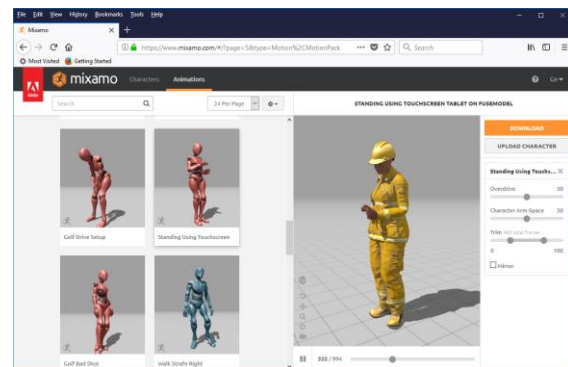 File Edit View History Bookmarks Tools Help
Mixamo
https://www.mixamo.com/#/?page=5&type=Motion%2CMotionPack
Search
Most Visited Getting Started
Adobe
mixamo Characters Animations
Search
24 Per Page
STANDING USING TOUCHSCREEN TABLET ON FUSEMODEL
DOWNLOAD
UPLOAD CHARACTER
Standing Using Touchs...
Overdrive 50
Character Arm-Space 50
Trim
0 100
Mirror
Golf Drive Setup
Standing Using Touchscreen
Golf Bad Shot
Walk Strafe Right
/ 994